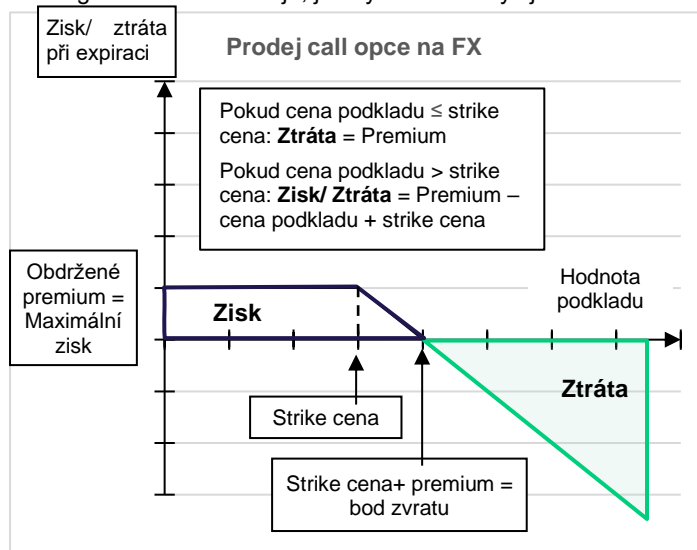 Zisk/ ztráta
při expiraci
Prodej call opce na FX
Pokud cena podkladu ≤ strike
cena: Ztráta = Premium
Pokud cena podkladu > strike
cena: Zisk/ Ztráta = Premium –
cena podkladu + strike cena
Obdržené
premium =
Maximální
zisk
Zisk
Hodnota
podkladu
Ztráta
Strike cena
Strike cena+ premium =
bod zvratu